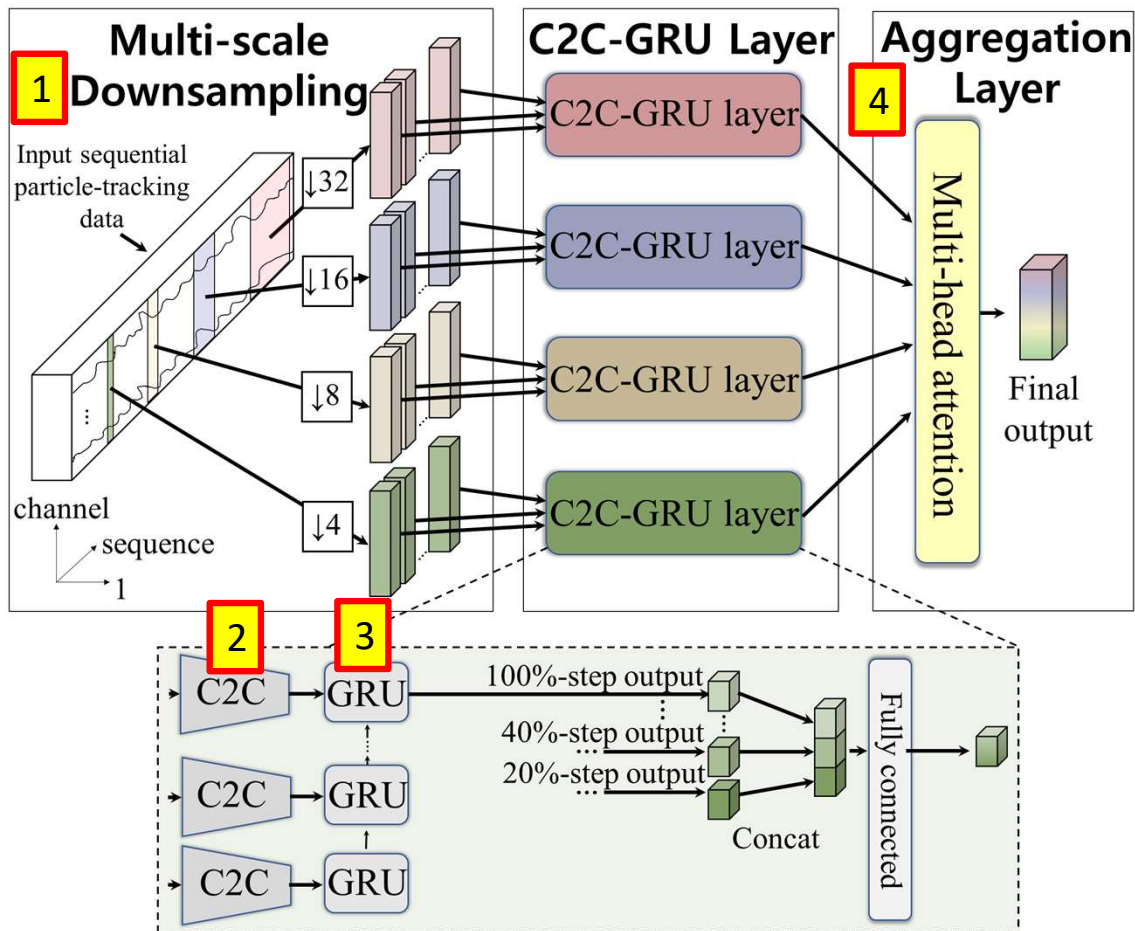 Multi-scale
Downsampling
1
Input sequential
particle-tracking
data
↓32
↓16
↓8
↓4
...
channel
sequence
1
C2C-GRU Layer
C2C-GRU layer
C2C-GRU layer
C2C-GRU layer
C2C-GRU layer
Aggregation
Layer
4
Multi-head attention
Final
output
2
3
C2C
GRU
C2C
GRU
C2C
GRU
100%-step output
40%-step output
20%-step output
Concat
Fully connected